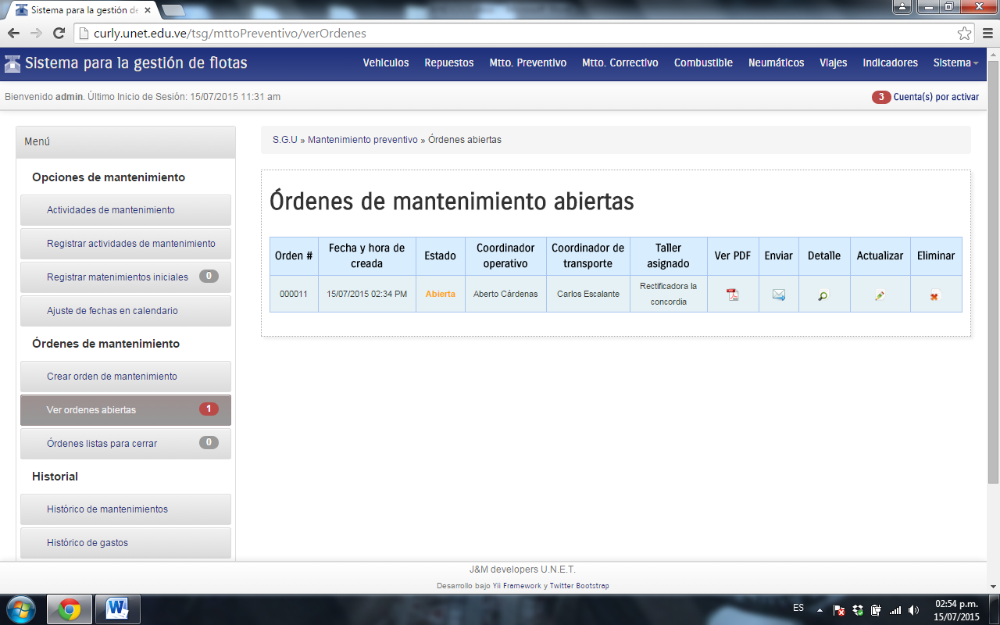 Sistema para la gestión de
curly.unet.edu.ve/tsg/mttoPreventivo/verOrdenes
Sistema para la gestión de flotas
Vehiculos Repuestos Mtto. Preventivo Mtto. Correctivo Combustible Neumáticos Viajes Indicadores Sistema
Bienvenido admin. Último Inicio de Sesión: 15/07/2015 11:31 am
3 Cuenta(s) por activar
Menú
Opciones de mantenimiento
Actividades de mantenimiento
Registrar actividades de mantenimiento
Registrar matenimientos iniciales 0
Ajuste de fechas en calendario
Órdenes de mantenimiento
Crear orden de mantenimiento
Ver ordenes abiertas 1
Órdenes listas para cerrar 0
Historial
Histórico de mantenimientos
Histórico de gastos
S.G.U » Mantenimiento preventivo » Órdenes abiertas
Órdenes de mantenimiento abiertas
Orden # Fecha y hora de creada Estado Coordinador operativo Coordinador de transporte Taller asignado Ver PDF Enviar Detalle Actualizar Eliminar
000011 15/07/2015 02:34 PM Abierta Aberto Cárdenas Carlos Escalante Rectificadora la concordia
J&M developers U.N.E.T.
Desarrollo bajo Yii Framework y Twitter Bootstrap
ES
02:54 p.m.
15/07/2015